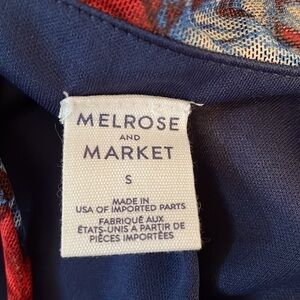 MELROSE
AND
MARKET
S
MADE IN
USA OF IMPORTED PARTS
FABRIQUÉ AUX
ÉTATS-UNIS A PARTIR DE
PIÈCES IMPORTÉES